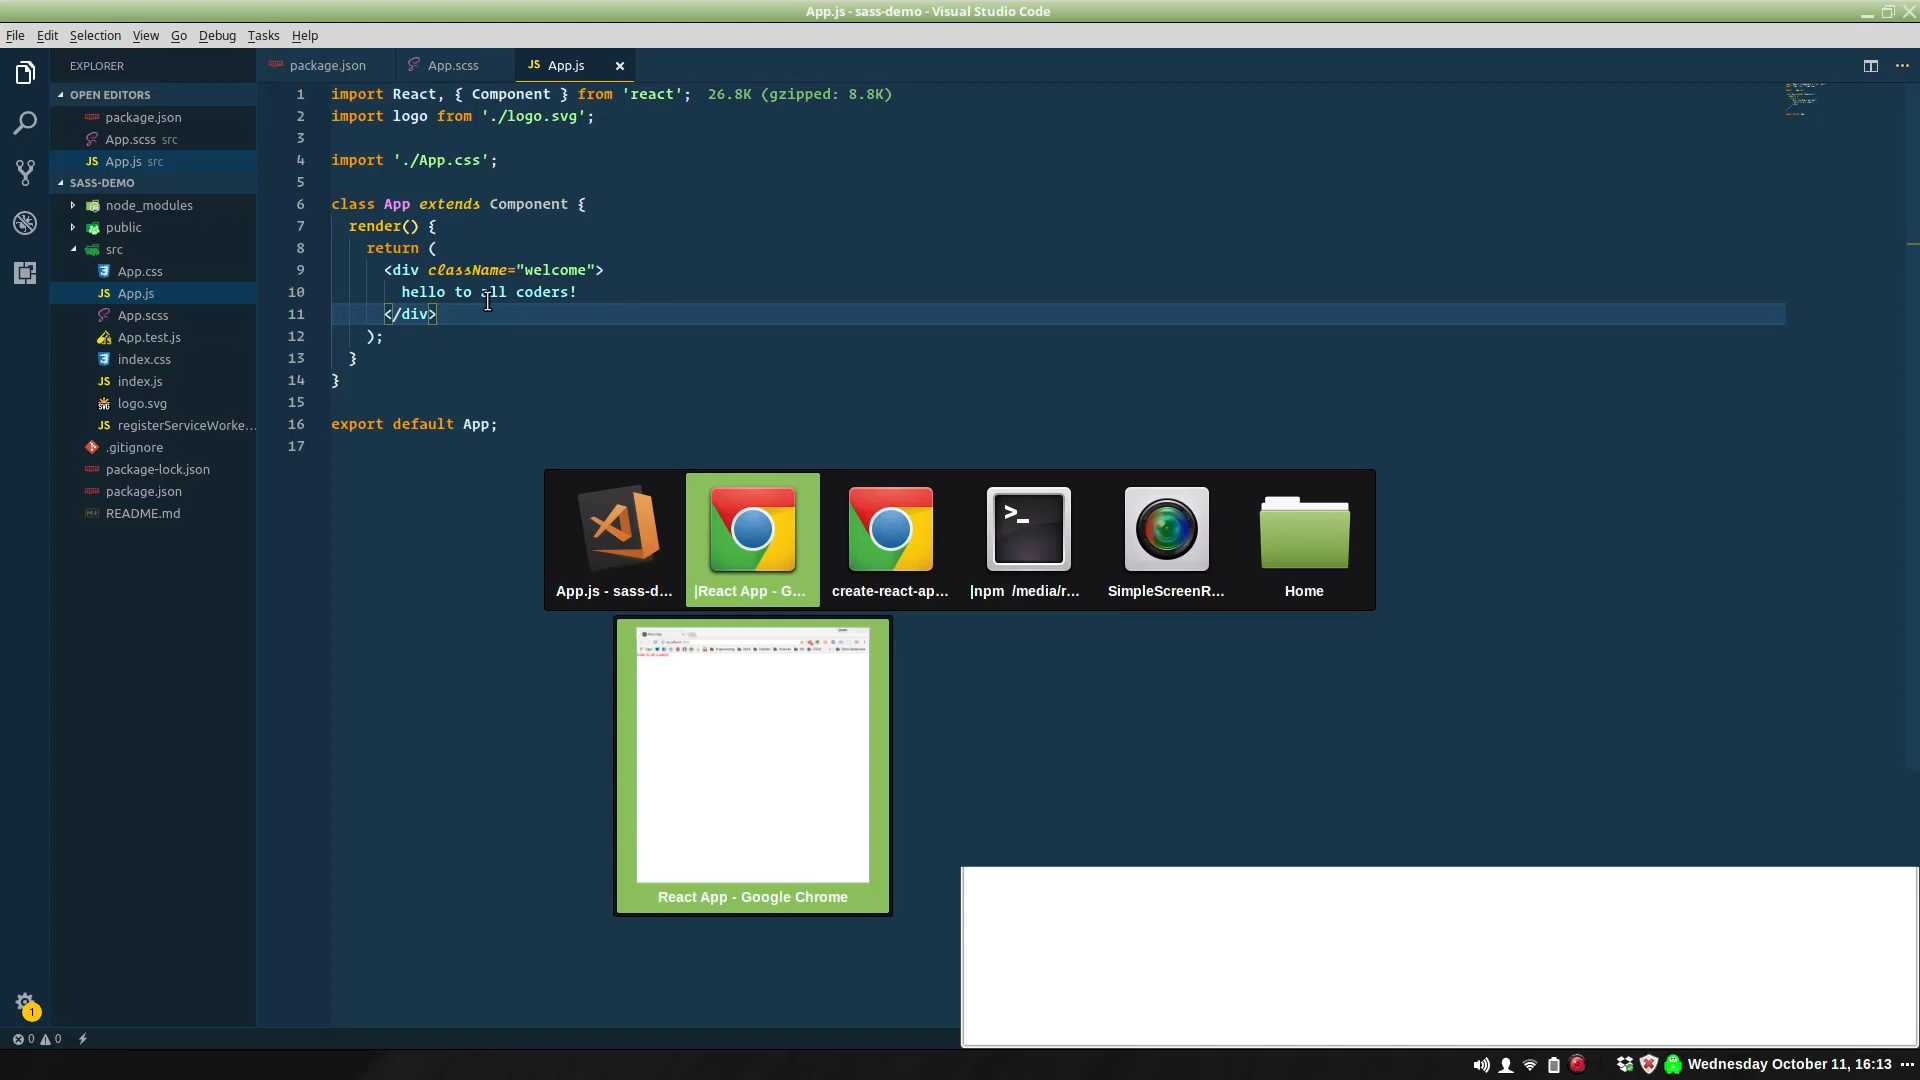 App.js - sass-demo - Visual Studio Code
File Edit Selection View Go Debug Tasks Help
EXPLORER
OPEN EDITORS
package.json
App.scss src
JS App.js src
SASS-DEMO
node_modules
public
src
App.css
JS App.js
App.scss
App.test.js
index.css
JS index.js
logo.svg
JS registerServiceWorke...
.gitignore
package-lock.json
package.json
README.md
package.json App.scss JS App.js
1 import React, { Component } from 'react'; 26.8K (gzipped: 8.8K)
2 import logo from './logo.svg';
3
4 import './App.css';
5
6 class App extends Component {
7 render() {
8 return (
9 <div className="welcome">
10 hello to all coders!
11 </div>
12 );
13 }
14 }
15
16 export default App;
17
App.js - sass-d...
|React App - G...
create-react-ap...
|npm /media/r...
SimpleScreenR...
Home
React App - Google Chrome
1
0 0
Wednesday October 11, 16:13